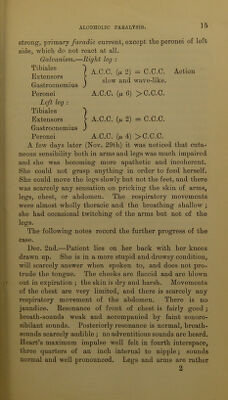 ALCOHOLIC PARALYSIS. 15
strong, primary faradic current, except the peronei of left
side, which do not react at all.
Galvanism.—Right leg :
Tibiales
Extensors
Gastrocnemius
} A.C.C. (μ 2) = C.C.C. Action
slow and wave-like.
Peronei A.C.C. (μ 6) > C.C.C.
Left leg :
Tibiales
Extensors
Gastrocnemius
} A.C.C. (μ 2) = C.C.C.
Peronei A.C.C. (μ 4) > C.C.C.
A few days later (Nov. 29th) it was noticed that cuta-
neous sensibility both in arms and legs was much impaired
and she was becoming more apathetic and incoherent.
She could not grasp anything in order to feed herself.
She could move the legs slowly but not the feet, and there
was scarcely any sensation on pricking the skin of arms,
legs, chest, or abdomen. The respiratory movements
were almost wholly thoracic and the breathing shallow ;
she had occasional twitching of the arms but not of the
legs.
The following notes record the further progress of the
case.
Dec. 2nd.—Patient lies on her back with her knees
drawn up. She is in a more stupid and drowsy condition,
will scarcely answer when spoken to, and does not pro-
trude the tongue. The cheeks are flaccid and are blown
out in expiration ; the skin is dry and harsh. Movements
of the chest are very limited, and there is scarcely any
respiratory movement of the abdomen. There is no
jaundice. Resonance of front of chest is fairly good ;
breath-sounds weak and accompanied by faint sonoro-
sibilant sounds. Posteriorly resonance is normal, breath-
sounds scarcely audible ; no adventitious sounds are heard.
Heart's maximum impulse well felt in fourth interspace,
three quarters of an inch internal to nipple ; sounds
normal and well pronounced. Legs and arms are rather
2